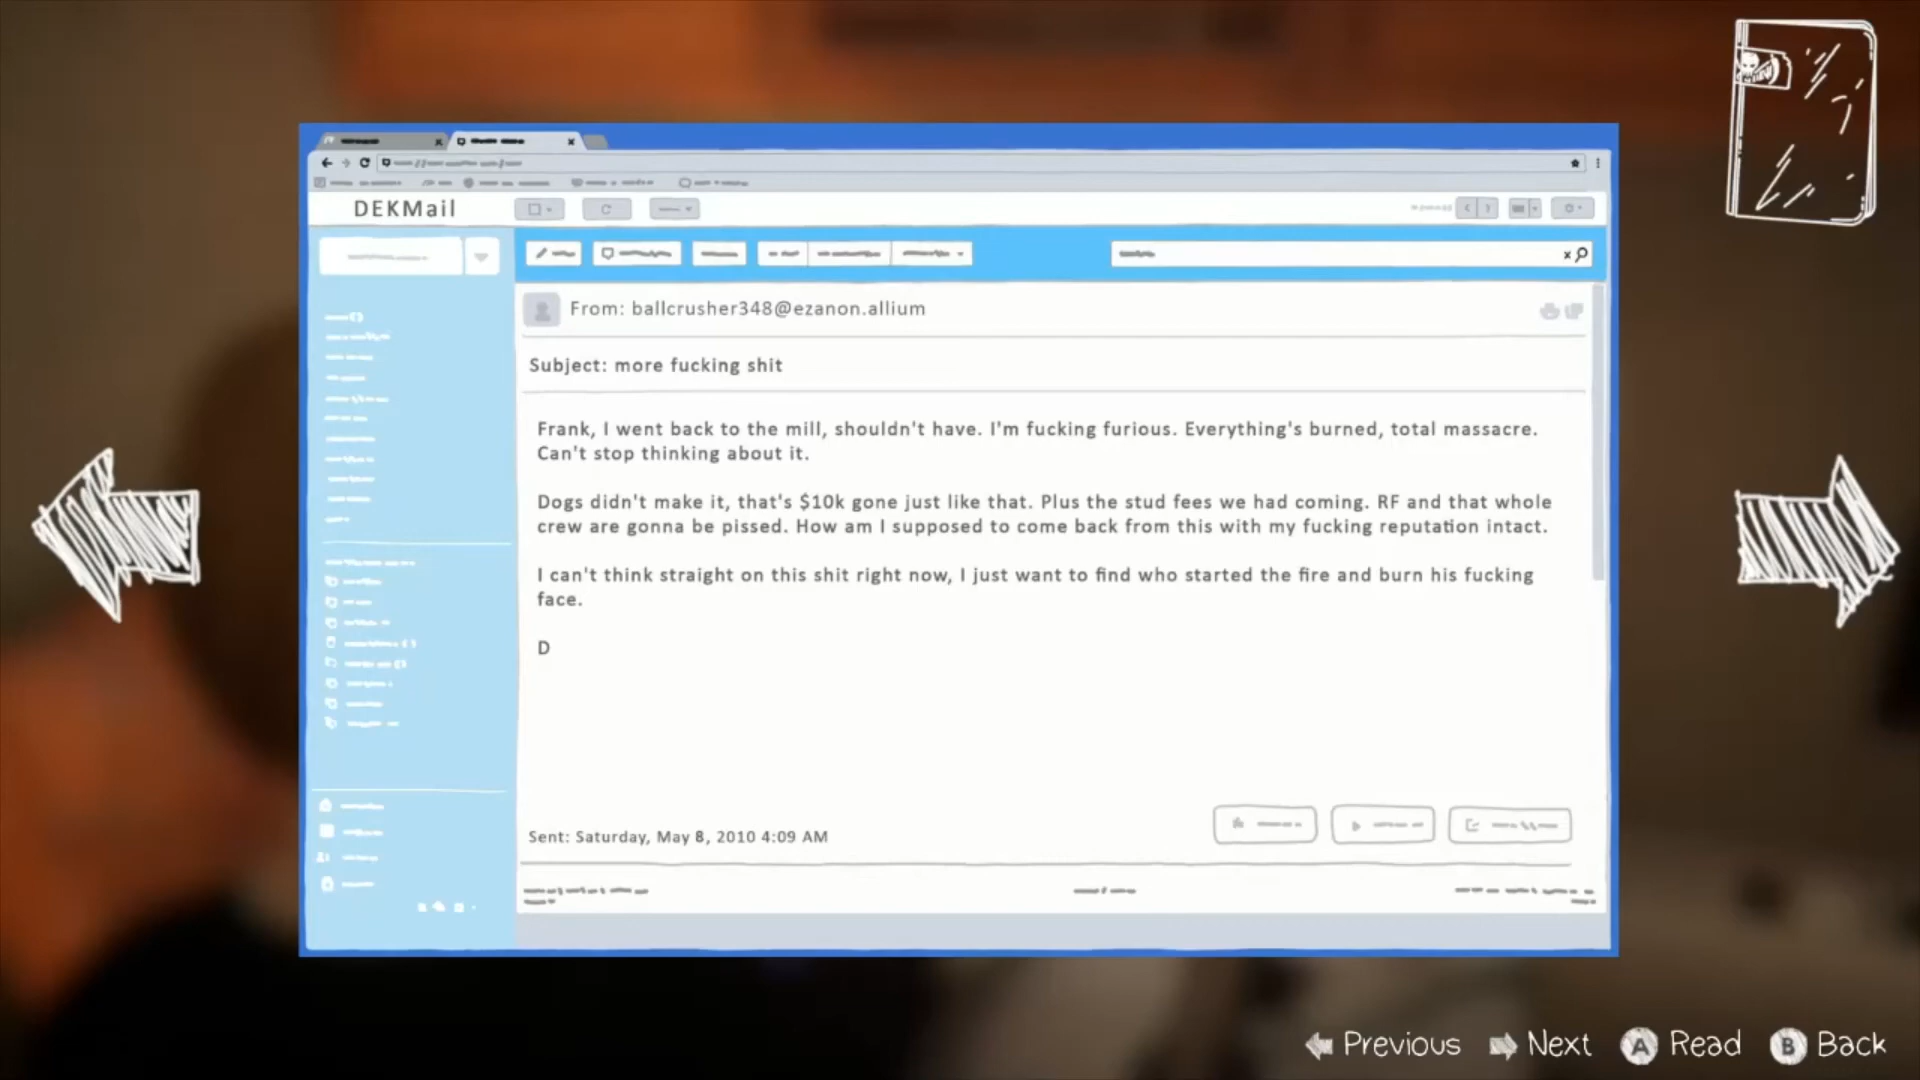 DEKMail
From: ballcrusher348@ezanon.allium
Subject: more fucking shit
Frank, I went back to the mill, shouldn't have. I'm fucking furious. Everything's burned, total massacre.
Can't stop thinking about it.
Dogs didn't make it, that's $10k gone just like that. Plus the stud fees we had coming. RF and that whole
crew are gonna be pissed. How am I supposed to come back from this with my fucking reputation intact.
I can't think straight on this shit right now, I just want to find who started the fire and burn his fucking
face.
D
Sent: Saturday, May 8, 2010 4:09 AM
Previous Next A Read B Back